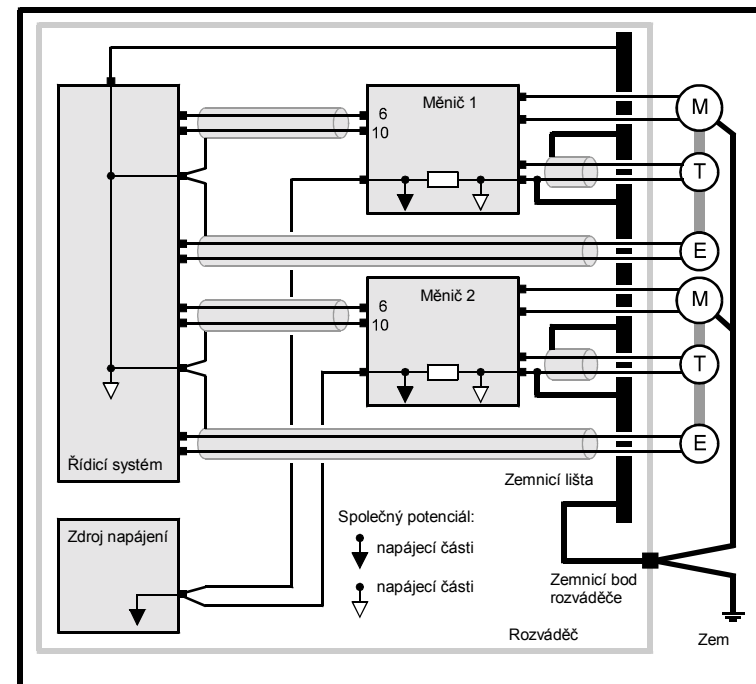 Měnič 1
6
10
M
T
E
Měnič 2
6
10
M
T
E
Řídicí systém
Zemnicí lišta
Zdroj napájení
Společný potenciál:
napájecí části
napájecí části
Zemnicí bod
rozváděče
Rozváděč
Zem